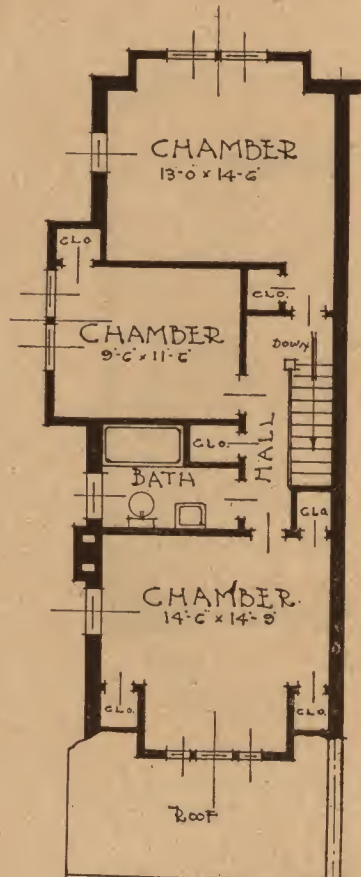 CHAMBER
13'-0" x 14'-6"
CLO.
CLO.
CHAMBER
9'-6" x 11'-6"
DOWN
CLO.
HALL
BATH
CLO.
CHAMBER.
14'-6" x 14'-9"
CLO.
CLO.
ROOF